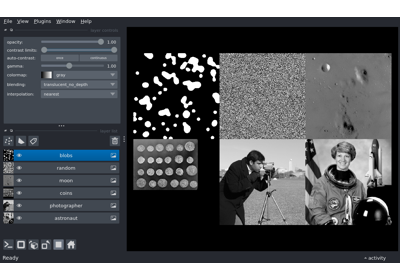 File View Plugins Window Help
opacity: 1.00
contrast limits:
auto-contrast: once continuous
gamma: 1.00
colormap: gray
blending: translucent_no_depth
interpolation: nearest
blobs
random
moon
coins
photographer
astronaut
Ready
activity